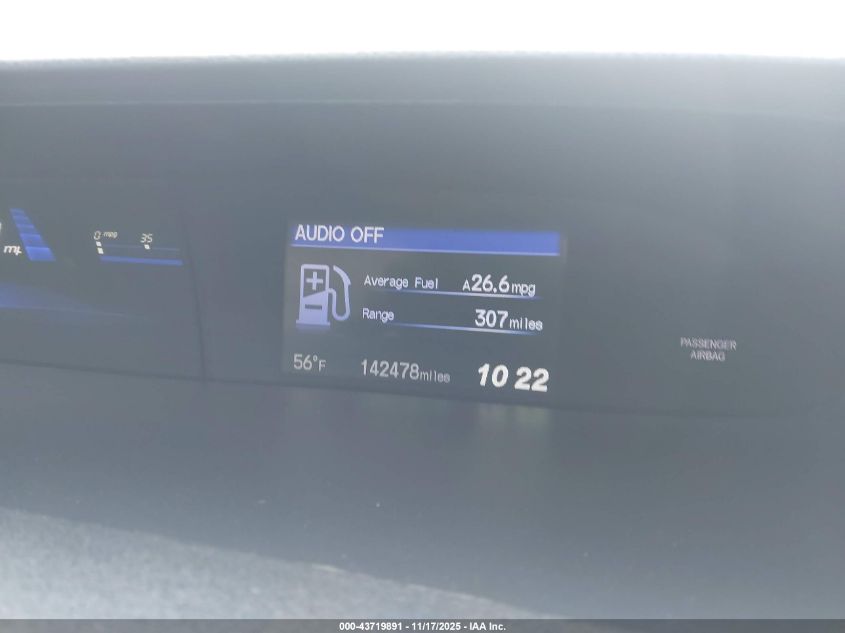 0 mpg 35
AUDIO OFF
Average Fuel A26.6mpg
Range 307miles
56°F 142478miles 10 22
PASSENGER
AIRBAG
000-43719891 - 11/17/2025 - IAA Inc.